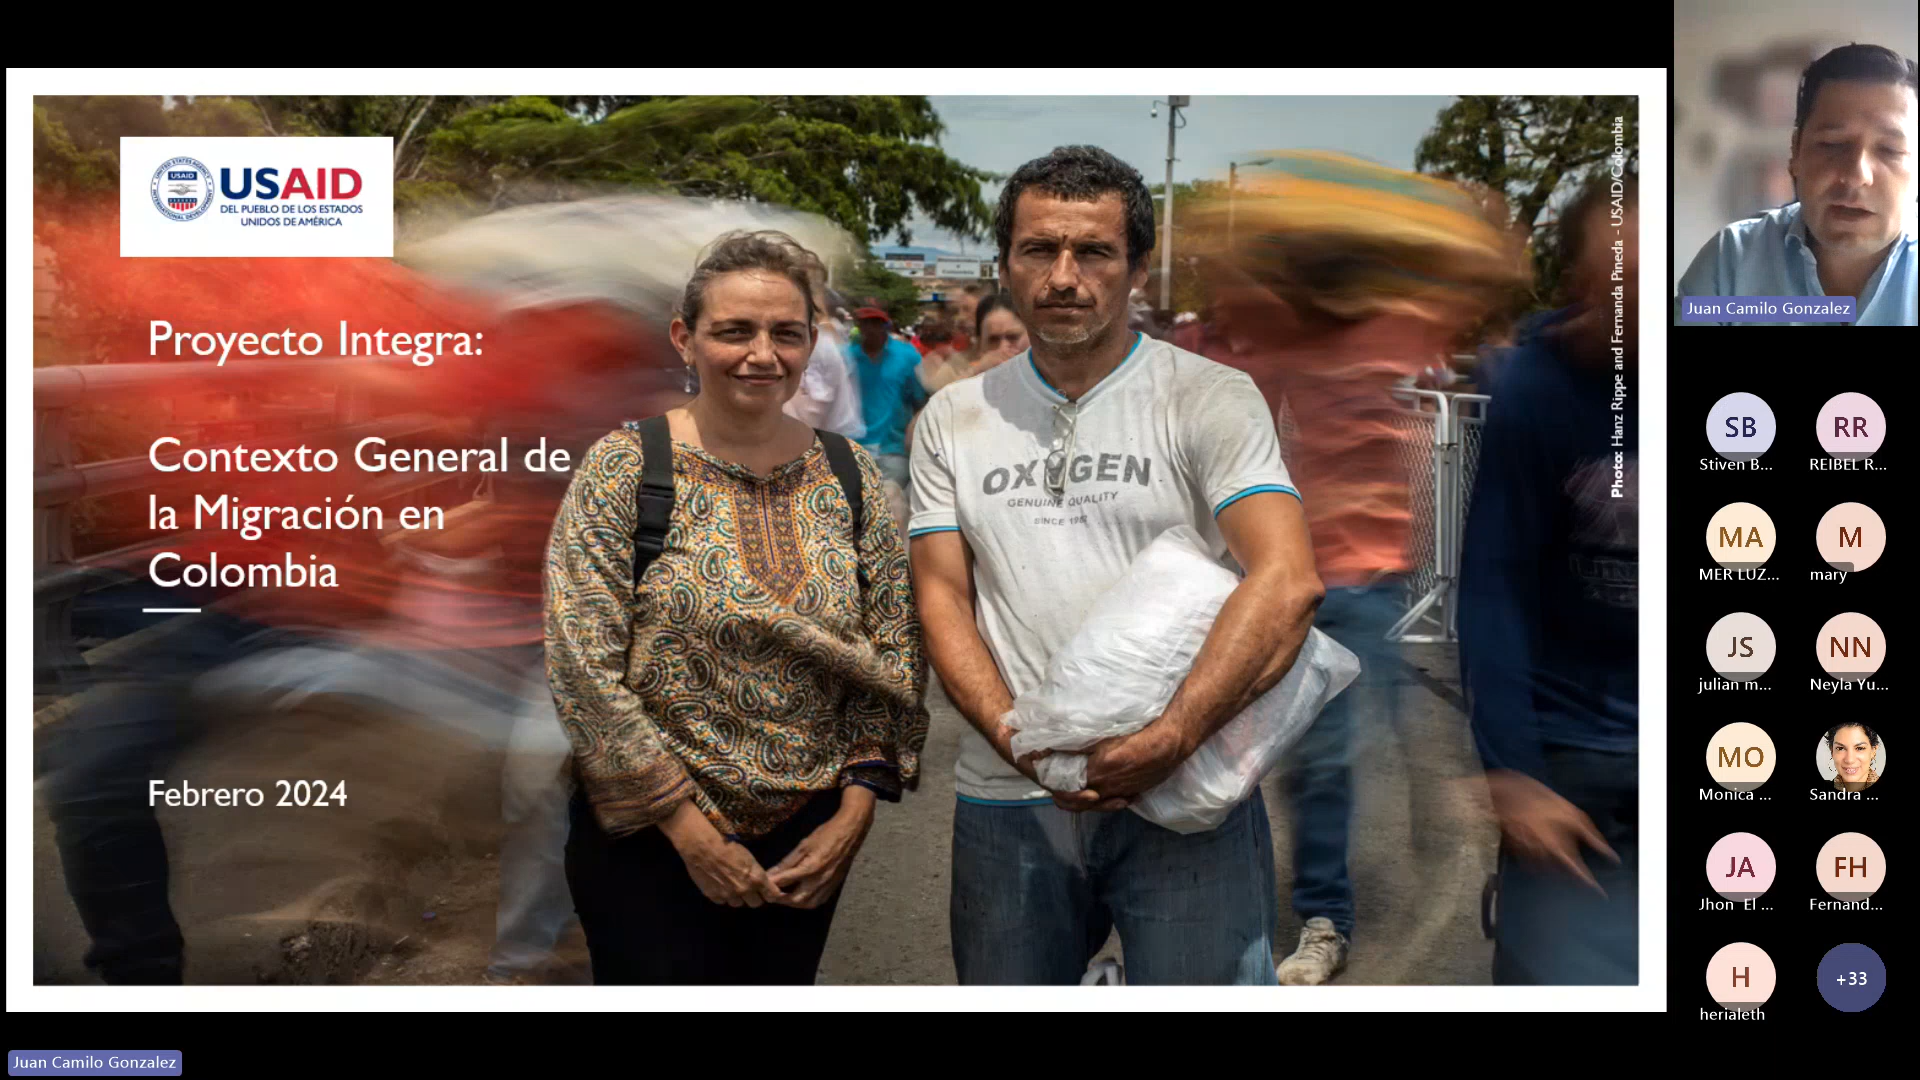 USAID
DEL PUEBLO DE LOS ESTADOS
UNIDOS DE AMÉRICA
Proyecto Integra:
Contexto General de
la Migración en
Colombia
Febrero 2024
OXYGEN
GENUINE QUALITY
Photo: Hanz Rippe and Fernanda Pineda - USAID/Colombia
Juan Camilo Gonzalez
SB
Stiven B...
RR
REIBEL R...
MA
MER LUZ...
M
mary
JS
julian m...
NN
Neyla Yu...
MO
Monica ...
Sandra ...
JA
Jhon El ...
FH
Fernand...
H
herialeth
+33
Juan Camilo Gonzalez